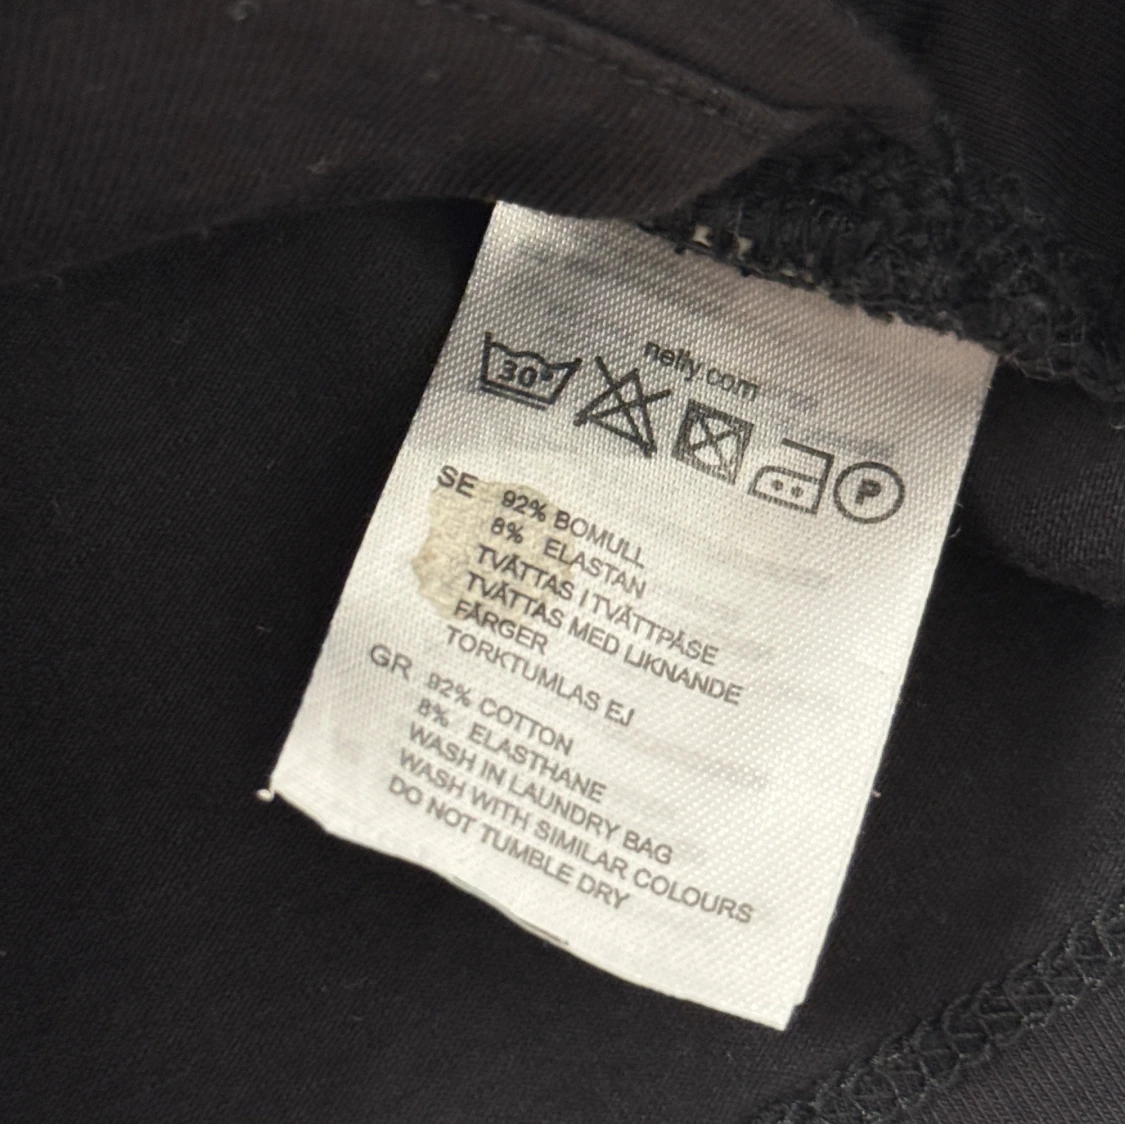 nelly.com
30°
P
SE 92% BOMULL
8% ELASTAN
TVÄTTAS I TVÄTTPÅSE
TVÄTTAS MED LIKNANDE
FÄRGER
TORKTUMLAS EJ
GR 92% COTTON
8% ELASTHANE
WASH IN LAUNDRY BAG
WASH WITH SIMILAR COLOURS
DO NOT TUMBLE DRY